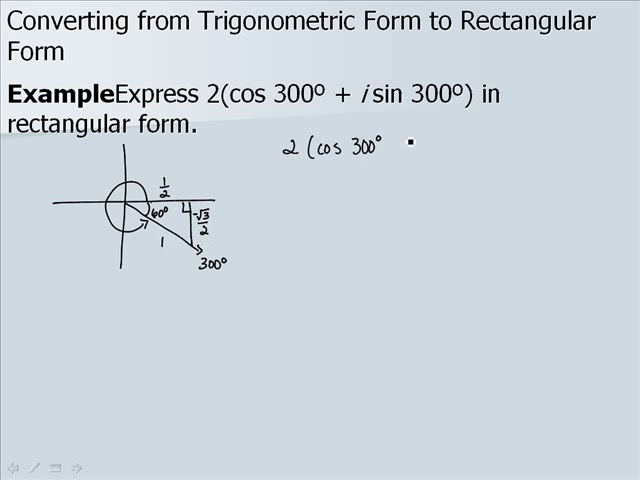 Converting from Trigonometric Form to Rectangular
Form
ExampleExpress 2(cos 300º + i sin 300º) in
rectangular form.
2 (cos 300°
1/2
60°
-√3/2
1
300°